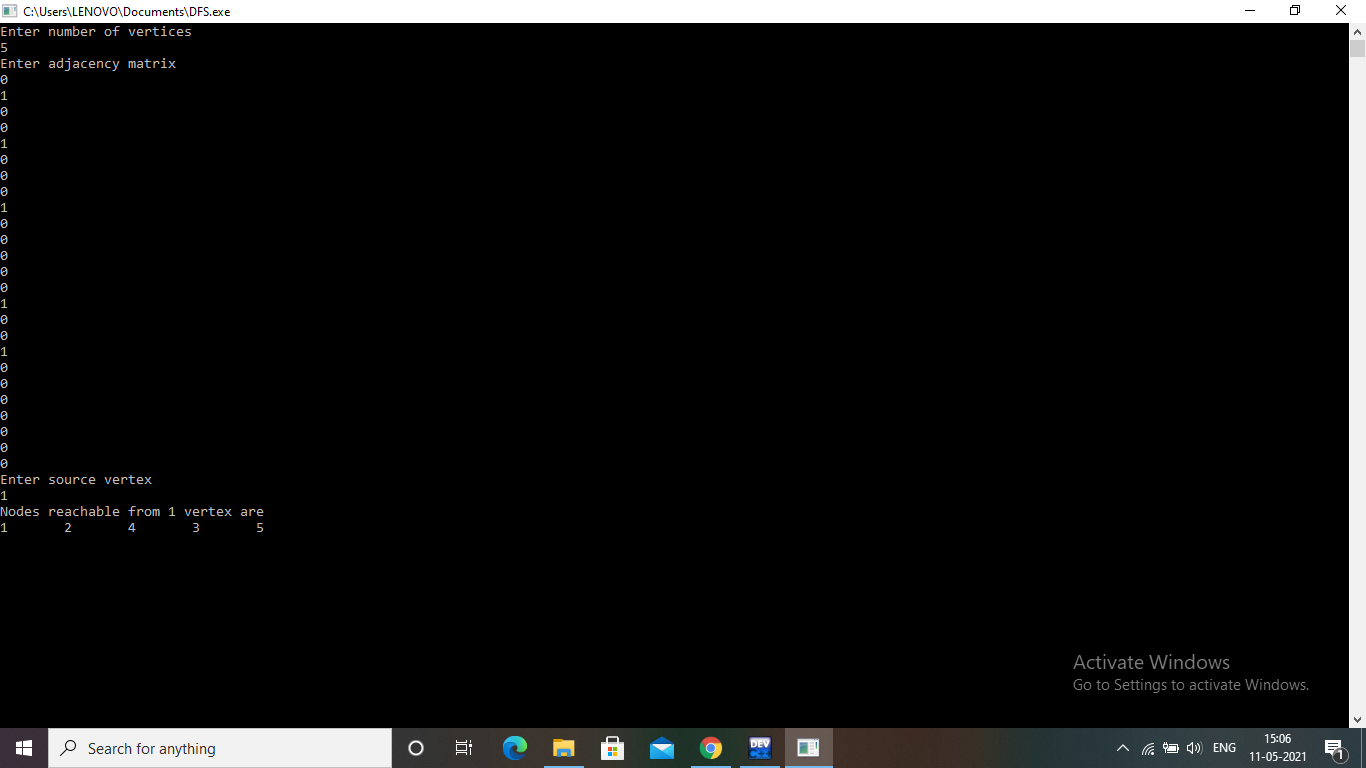 C:\Users\LENOVO\Documents\DFS.exe
Enter number of vertices
5
Enter adjacency matrix
0
1
0
0
1
0
0
0
1
0
0
0
0
0
1
0
0
1
0
0
0
0
0
0
0
Enter source vertex
1
Nodes reachable from 1 vertex are
1 2 4 3 5
Activate Windows
Go to Settings to activate Windows.
Search for anything
DEV
ENG
15:06
11-05-2021
1